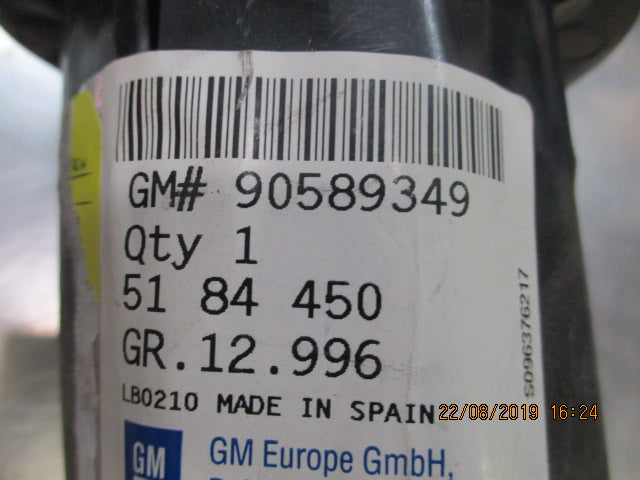 GM# 90589349
Qty 1
51 84 450
GR.12.996
LB0210 MADE IN SPAIN
22/08/2019 16:24
GM
GM Europe GmbH,
S096376217